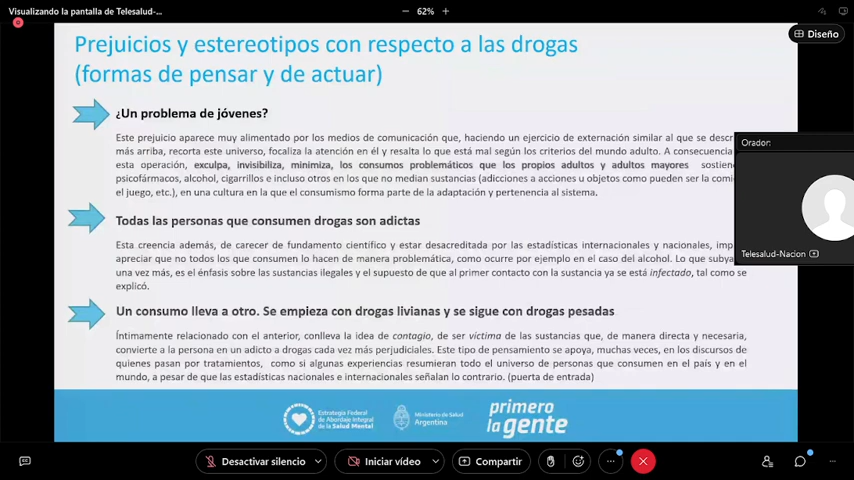 Visualizando la pantalla de Telesalud-...
62%
Diseño
Prejuicios y estereotipos con respecto a las drogas
(formas de pensar y de actuar)
¿Un problema de jóvenes?
Este prejuicio aparece muy alimentado por los medios de comunicación que, haciendo un ejercicio de externación similar al que se descr
más arriba, recorta este universo, focaliza la atención en él y resalta lo que está mal según los criterios del mundo adulto. A consecuencia
esta operación, exculpa, invisibiliza, minimiza, los consumos problemáticos que los propios adultos y adultos mayores sostiene
psicofármacos, alcohol, cigarrillos e incluso otros en los que no median sustancias (adicciones a acciones u objetos como pueden ser la comi
el juego, etc.), en una cultura en la que el consumismo forma parte de la adaptación y pertenencia al sistema.
Orador:
Telesalud-Nacion
Todas las personas que consumen drogas son adictas
Esta creencia además, de carecer de fundamento científico y estar desacreditada por las estadísticas internacionales y nacionales, imp
apreciar que no todos los que consumen lo hacen de manera problemática, como ocurre por ejemplo en el caso del alcohol. Lo que subya
una vez más, es el énfasis sobre las sustancias ilegales y el supuesto de que al primer contacto con la sustancia ya se está infectado, tal como se
explicó.
Un consumo lleva a otro. Se empieza con drogas livianas y se sigue con drogas pesadas
Íntimamente relacionado con el anterior, conlleva la idea de contagio, de ser víctima de las sustancias que, de manera directa y necesaria,
convierte a la persona en un adicto a drogas cada vez más perjudiciales. Este tipo de pensamiento se apoya, muchas veces, en los discursos de
quienes pasan por tratamientos, como si algunas experiencias resumieran todo el universo de personas que consumen en el país y en el
mundo, a pesar de que las estadísticas nacionales e internacionales señalan lo contrario. (puerta de entrada)
Estrategia Federal
de Abordaje Integral
de la Salud Mental
Ministerio de Salud
Argentina
primero
la gente
Desactivar silencio
Iniciar vídeo
Compartir